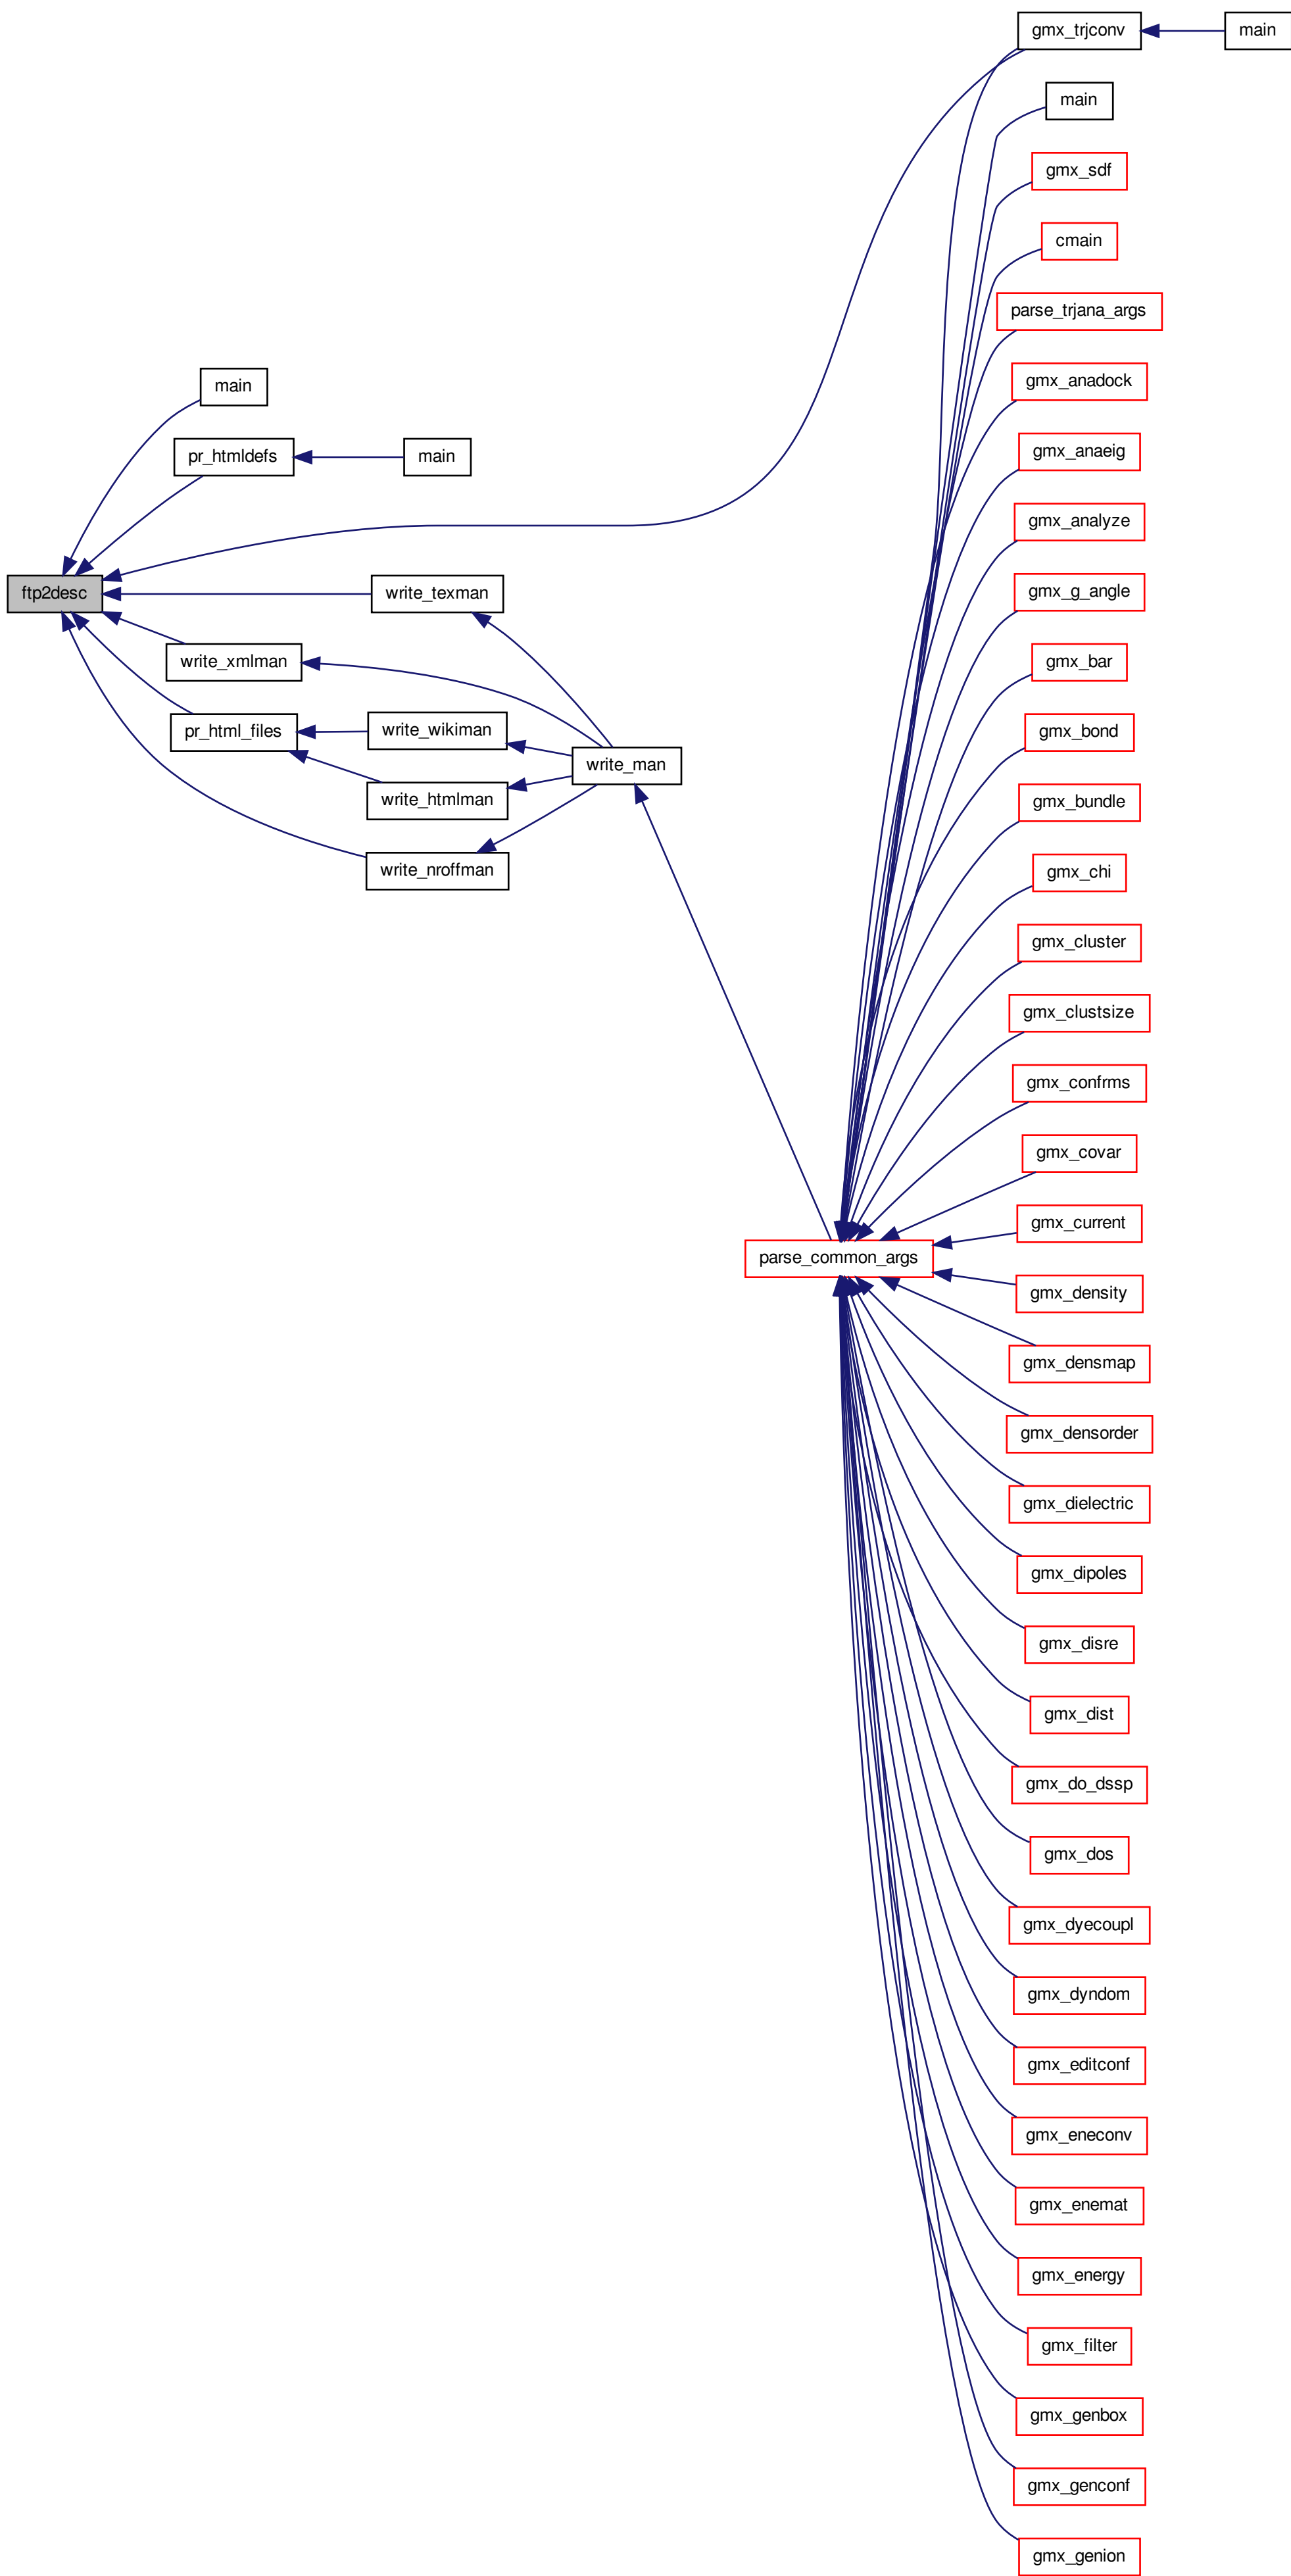 gmx_trjconv
main
main
gmx_sdf
cmain
parse_trjana_args
main
gmx_anadock
pr_htmldefs
main
gmx_anaeig
gmx_analyze
ftp2desc
write_texman
gmx_g_angle
write_xmlman
gmx_bar
pr_html_files
write_wikiman
gmx_bond
write_man
write_htmlman
gmx_bundle
write_nroffman
gmx_chi
gmx_cluster
gmx_clustsize
gmx_confrms
gmx_covar
gmx_current
parse_common_args
gmx_density
gmx_densmap
gmx_densorder
gmx_dielectric
gmx_dipoles
gmx_disre
gmx_dist
gmx_do_dssp
gmx_dos
gmx_dyecoupl
gmx_dyndom
gmx_editconf
gmx_eneconv
gmx_enemat
gmx_energy
gmx_filter
gmx_genbox
gmx_genconf
gmx_genion